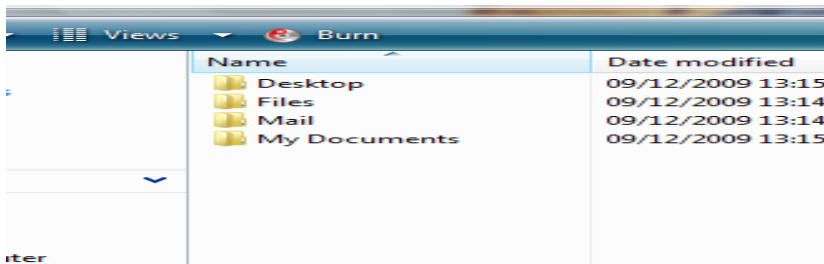 Views Burn
Name Date modified
Desktop 09/12/2009 13:15
Files 09/12/2009 13:14
Mail 09/12/2009 13:14
My Documents 09/12/2009 13:15